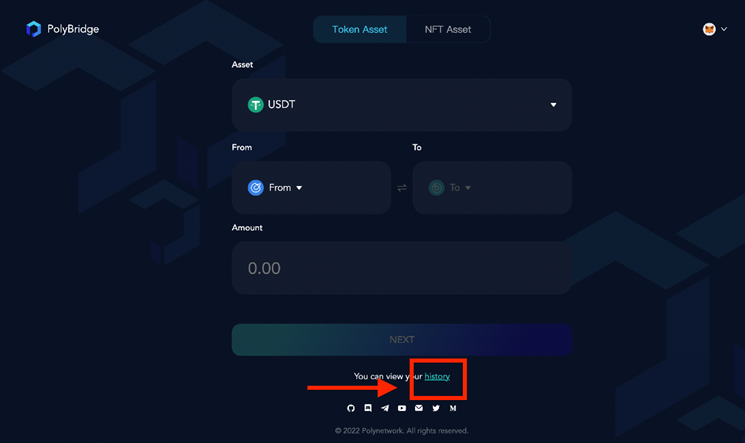 PolyBridge
Token Asset
NFT Asset
Asset
USDT
From
To
From
To
Amount
0.00
NEXT
You can view your history
© 2022 Polynetwork. All rights reserved.